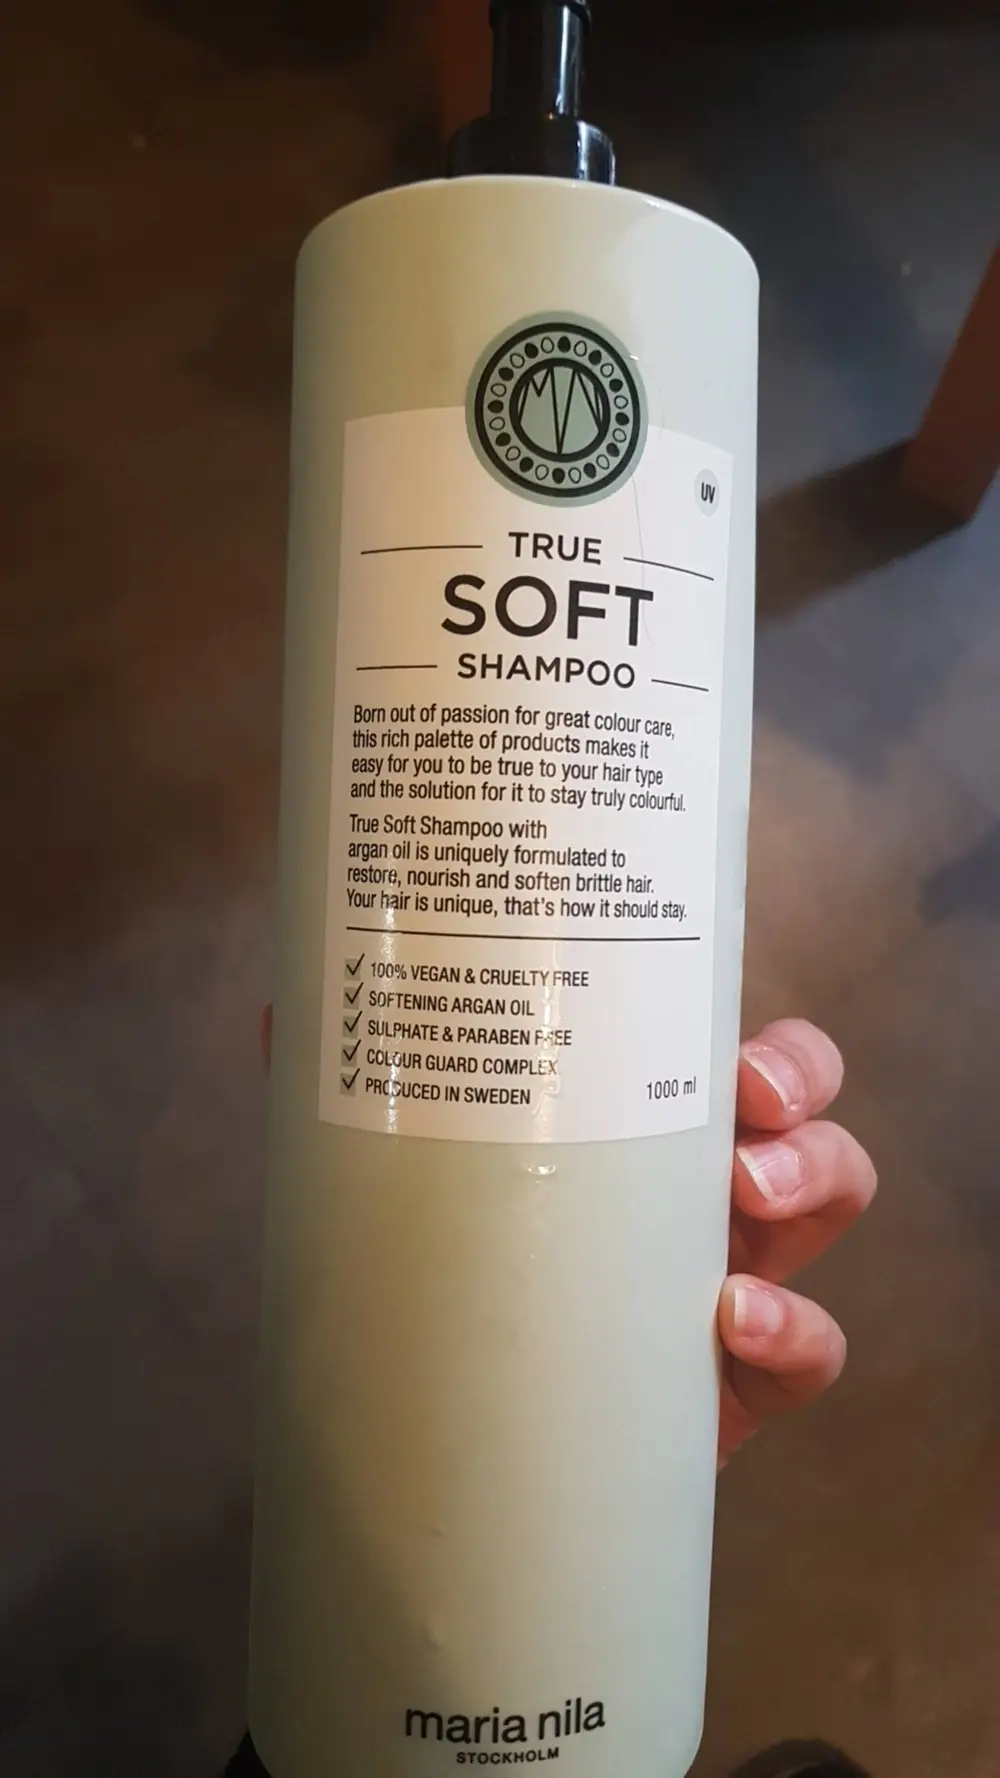 UV
TRUE
SOFT
SHAMPOO
Born out of passion for great colour care,
this rich palette of products makes it
easy for you to be true to your hair type
and the solution for it to stay truly colourful.
True Soft Shampoo with
argan oil is uniquely formulated to
restore, nourish and soften brittle hair.
Your hair is unique, that's how it should stay.
100% VEGAN & CRUELTY FREE
SOFTENING ARGAN OIL
SULPHATE & PARABEN FREE
COLOUR GUARD COMPLEX
PRODUCED IN SWEDEN
1000 ml
maria nila
STOCKHOLM